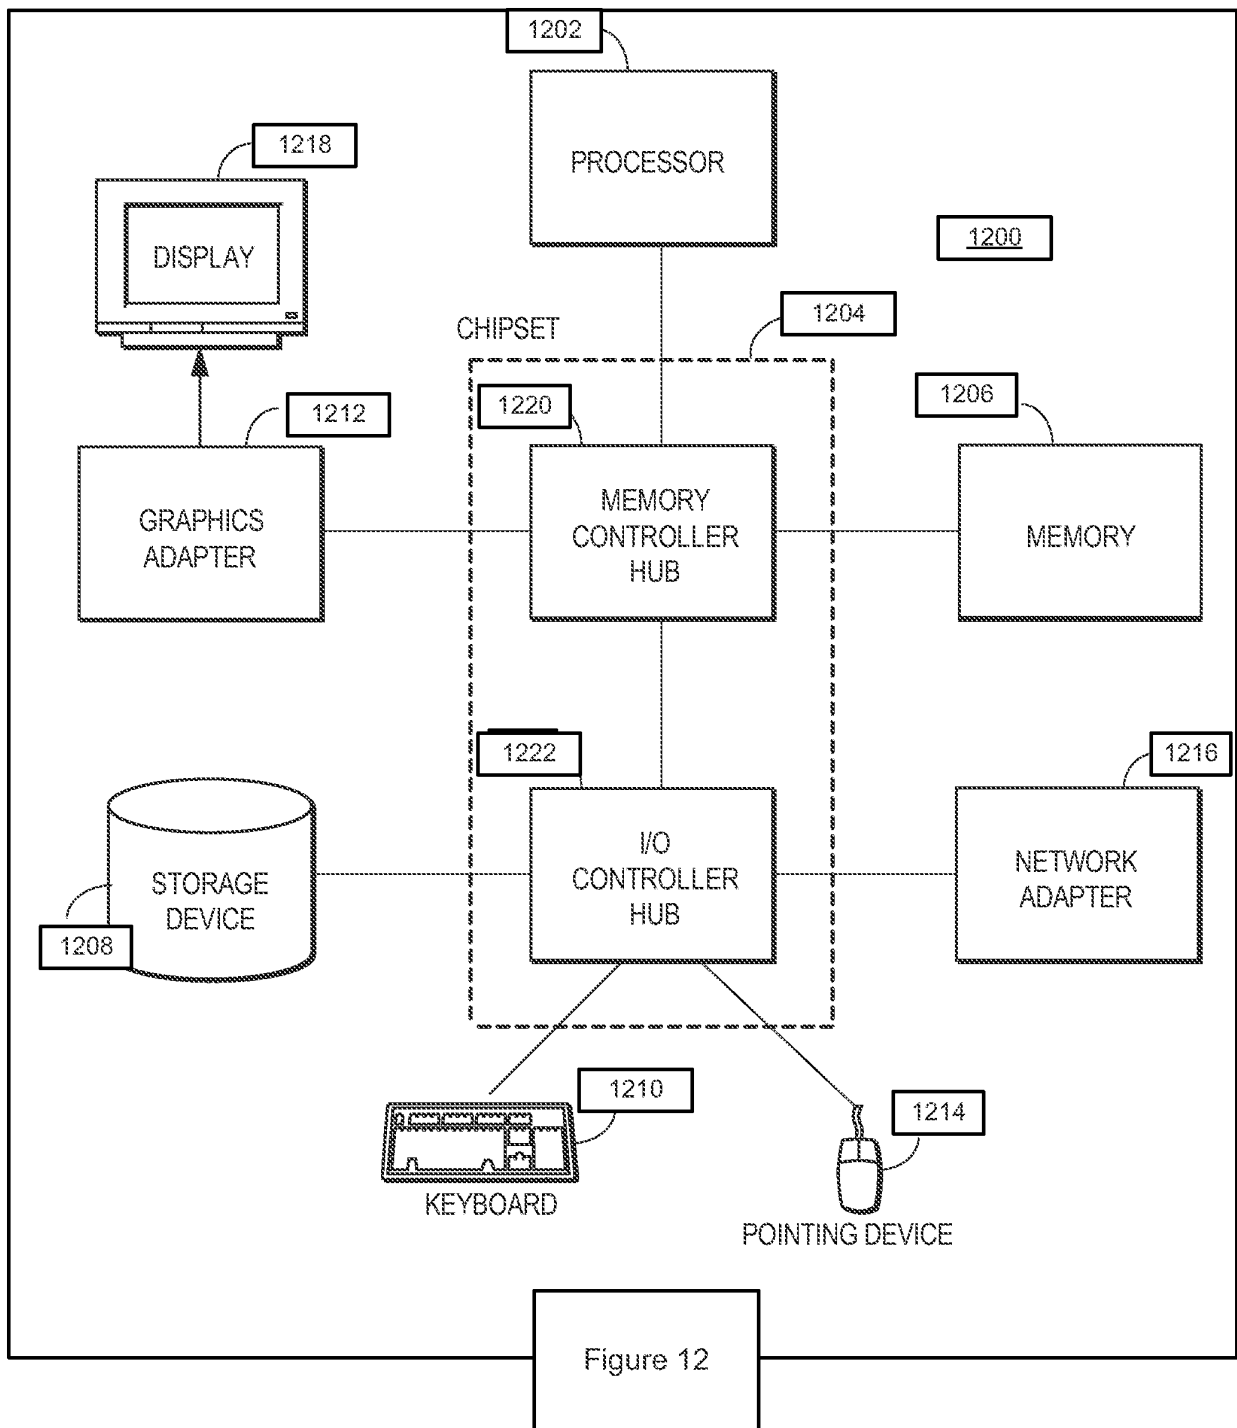 1202
PROCESSOR
1218
DISPLAY
1200
1204
CHIPSET
1212
1220
1206
GRAPHICS
ADAPTER
MEMORY
CONTROLLER
HUB
MEMORY
1222
1216
STORAGE
DEVICE
1208
I/O
CONTROLLER
HUB
NETWORK
ADAPTER
1210
KEYBOARD
1214
POINTING DEVICE
Figure 12